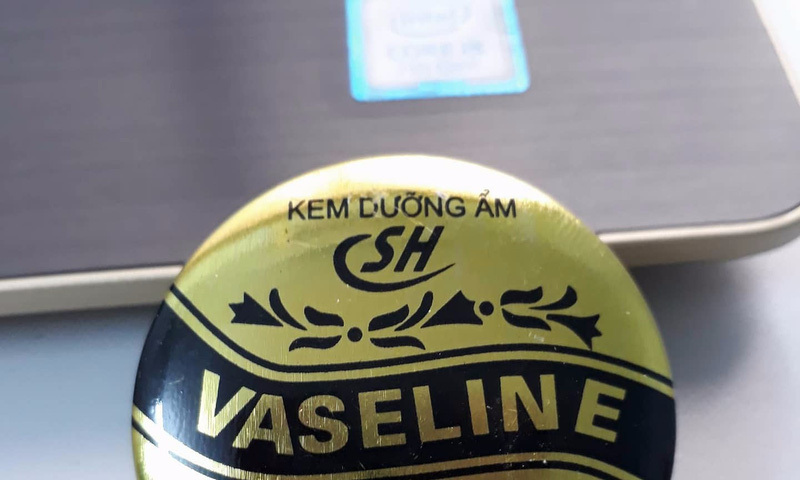 KEM DƯỠNG ẨM
SH
VASELINE